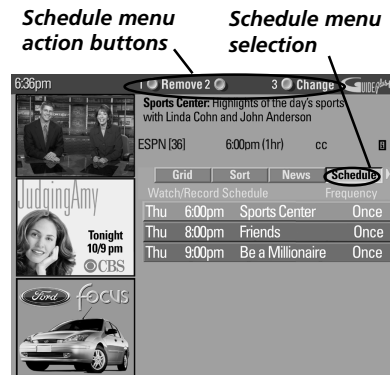 Schedule menu action buttons
Schedule menu selection
6:36pm
1 Remove 2 3 Change GUIDE Plus+
Sports Center: Highlights of the day's sports
with Linda Cohn and John Anderson
ESPN [36] 6:00pm (1hr) cc
Grid Sort News Schedule
Watch/Record Schedule Frequency
Thu 6:00pm Sports Center Once
Thu 8:00pm Friends Once
Thu 9:00pm Be a Millionaire Once
JudgingAmy
Tonight
10/9 pm
CBS
Ford focus